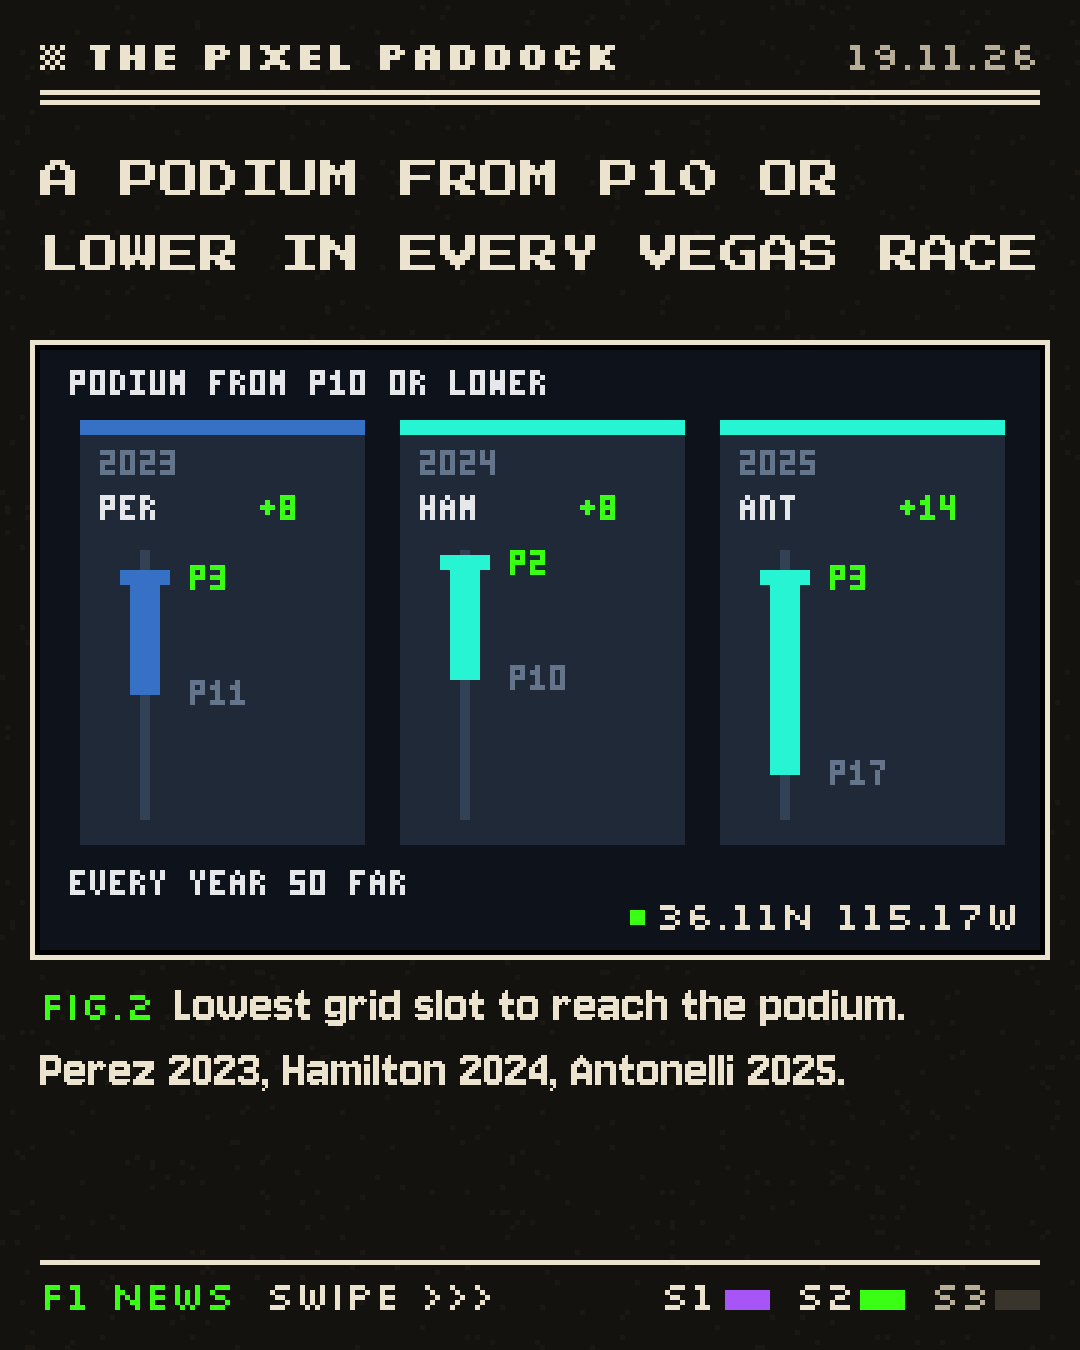 THE PIXEL PADDOCK 19.11.26
A PODIUM FROM P10 OR
LOWER IN EVERY VEGAS RACE
PODIUM FROM P10 OR LOWER
2023 2024 2025
PER +8 HAM +8 ANT +14
P3 P2 P3
P11 P10 P17
EVERY YEAR SO FAR
36.11N 115.17W
FIG.2 Lowest grid slot to reach the podium.
Perez 2023, Hamilton 2024, Antonelli 2025.
F1 NEWS SWIPE >>> S1 S2 S3